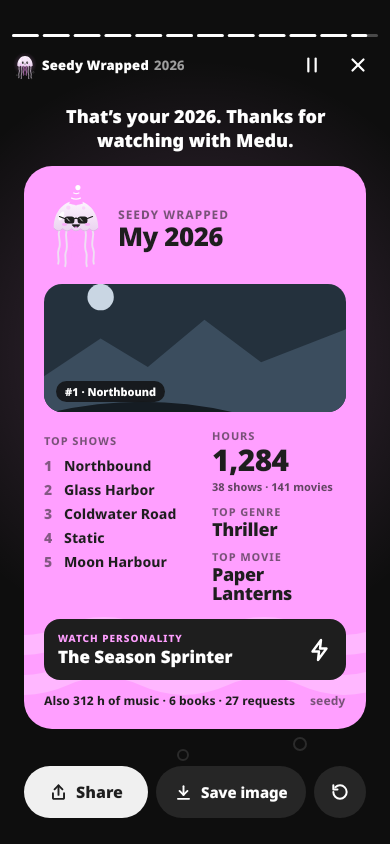 Seedy Wrapped 2026
That's your 2026. Thanks for
watching with Medu.
SEEDY WRAPPED
My 2026
#1 · Northbound
TOP SHOWS
1 Northbound
2 Glass Harbor
3 Coldwater Road
4 Static
5 Moon Harbour
HOURS
1,284
38 shows · 141 movies
TOP GENRE
Thriller
TOP MOVIE
Paper
Lanterns
WATCH PERSONALITY
The Season Sprinter
Also 312 h of music · 6 books · 27 requests
seedy
Share
Save image